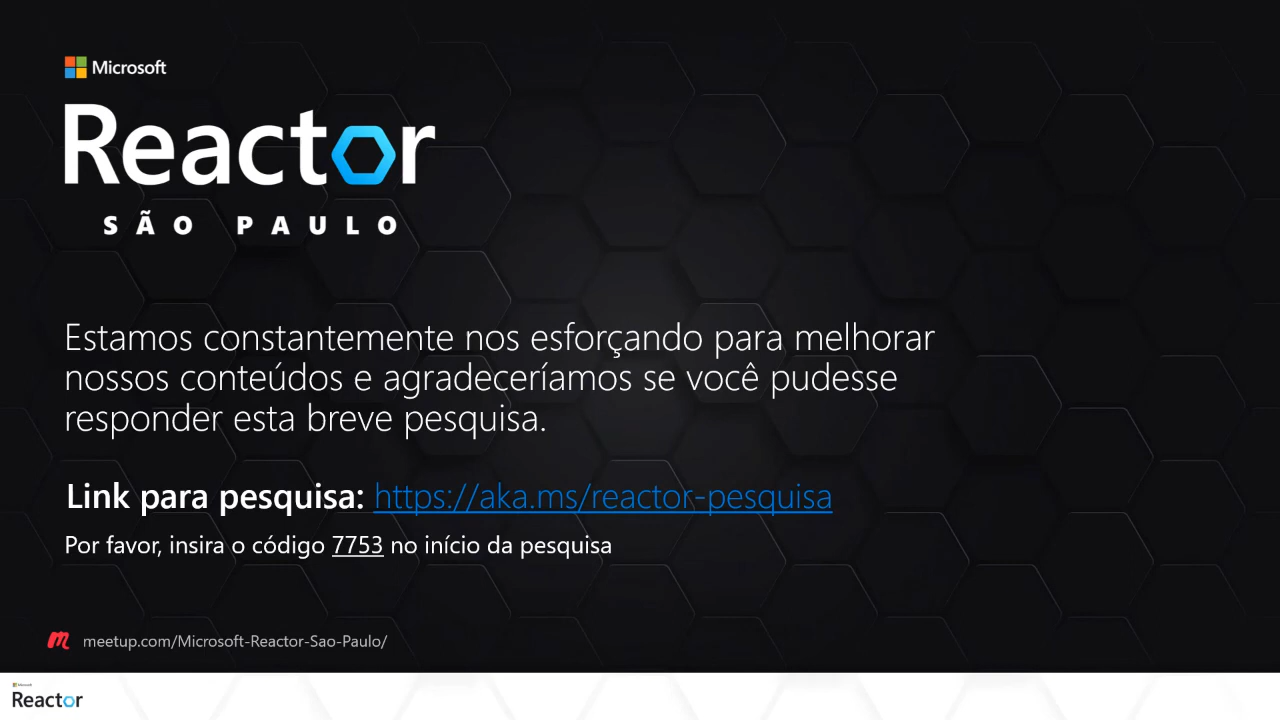 Microsoft
Reactor
SÃO PAULO
Estamos constantemente nos esforçando para melhorar
nossos conteúdos e agradeceríamos se você pudesse
responder esta breve pesquisa.
Link para pesquisa: https://aka.ms/reactor-pesquisa
Por favor, insira o código 7753 no início da pesquisa
meetup.com/Microsoft-Reactor-Sao-Paulo/
Microsoft
Reactor